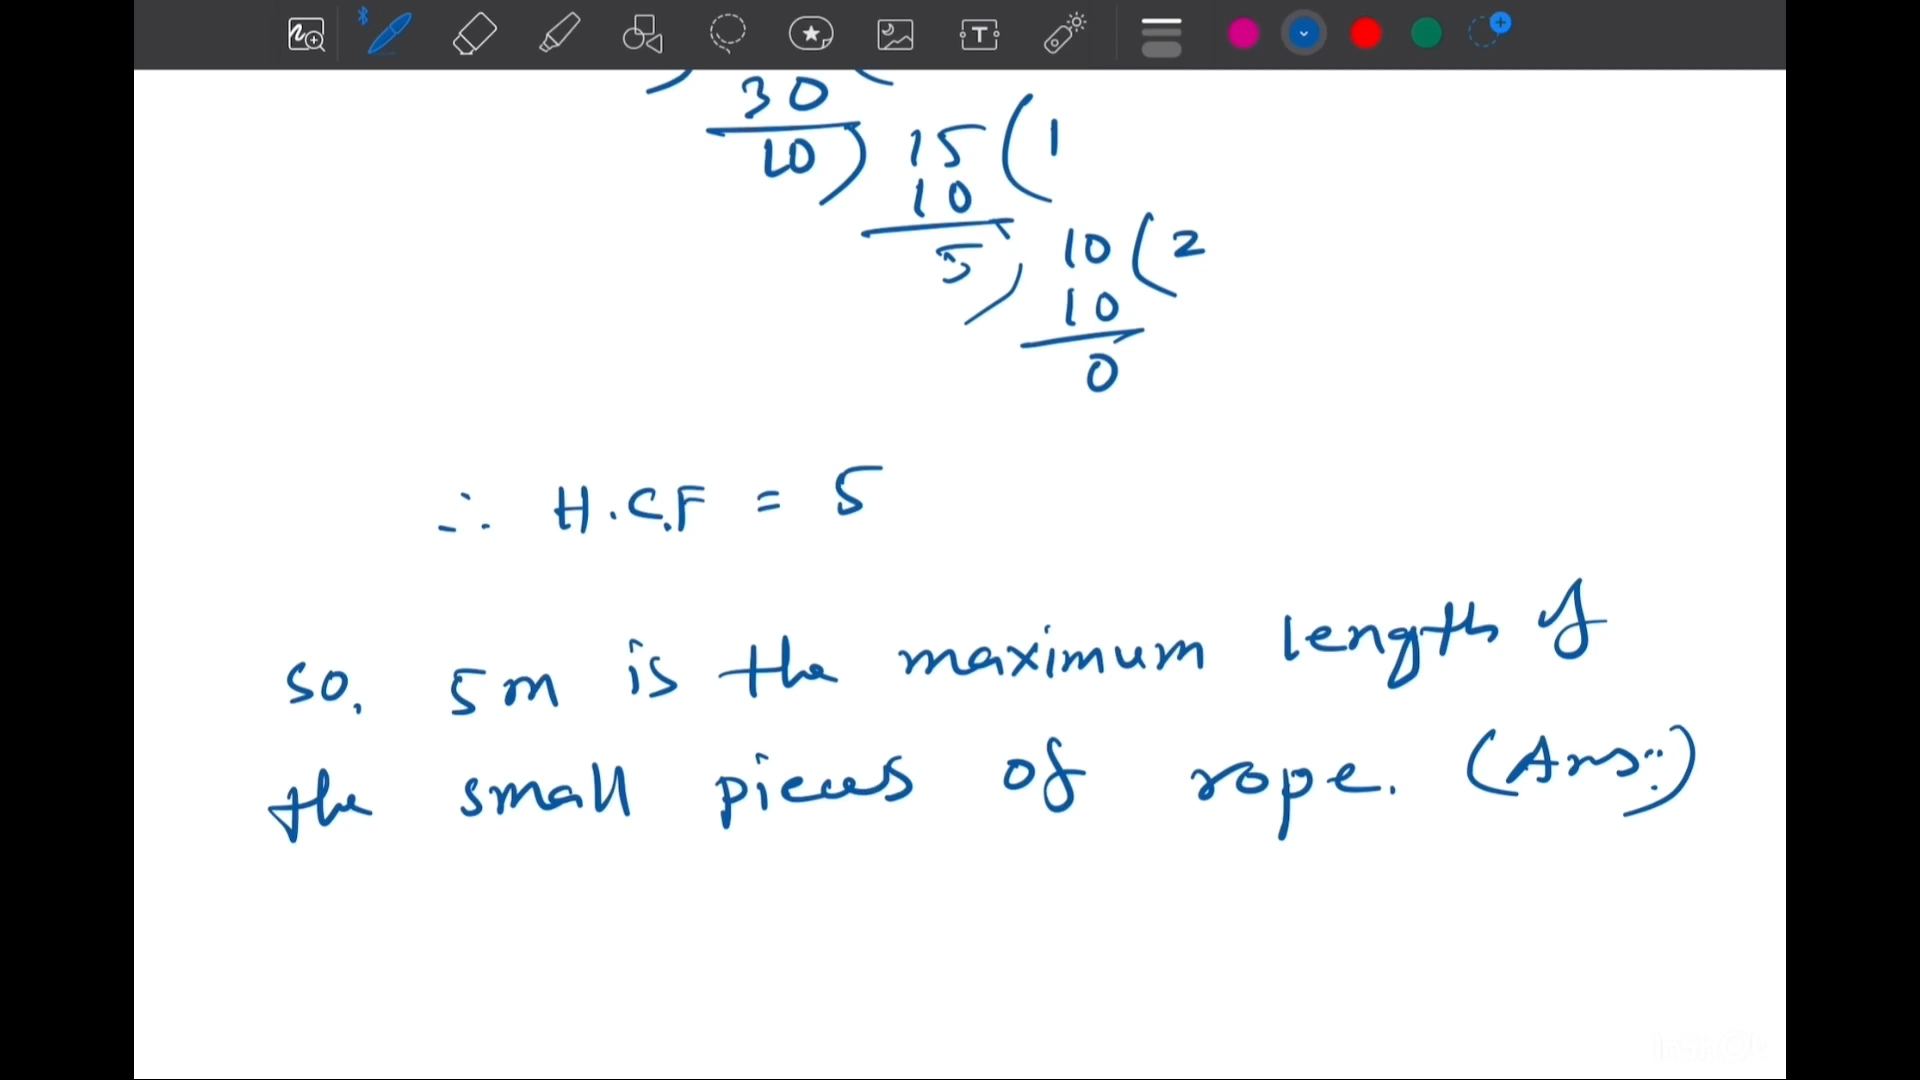 30
10) 15 (1
10
5) 10 (2
10
0
∴ H.C.F = 5
so, 5m is the maximum length of
the small pieces of rope. (Ans:)